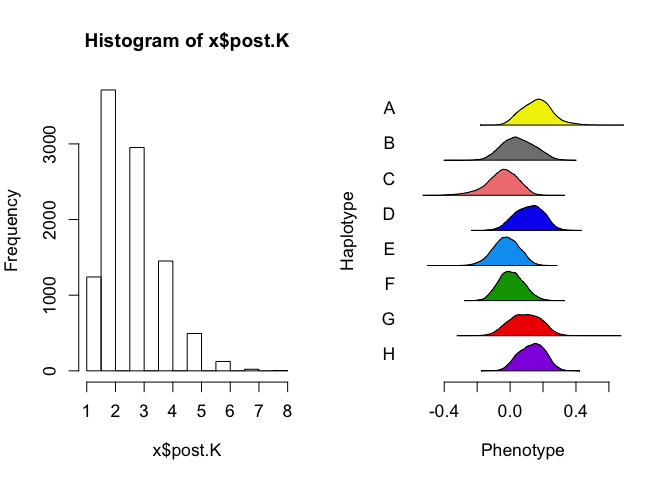 Histogram of x$post.K
Frequency
0
1000
2000
3000
1 2 3 4 5 6 7 8
x$post.K
Haplotype
A
B
C
D
E
F
G
H
-0.4 0.0 0.4
Phenotype